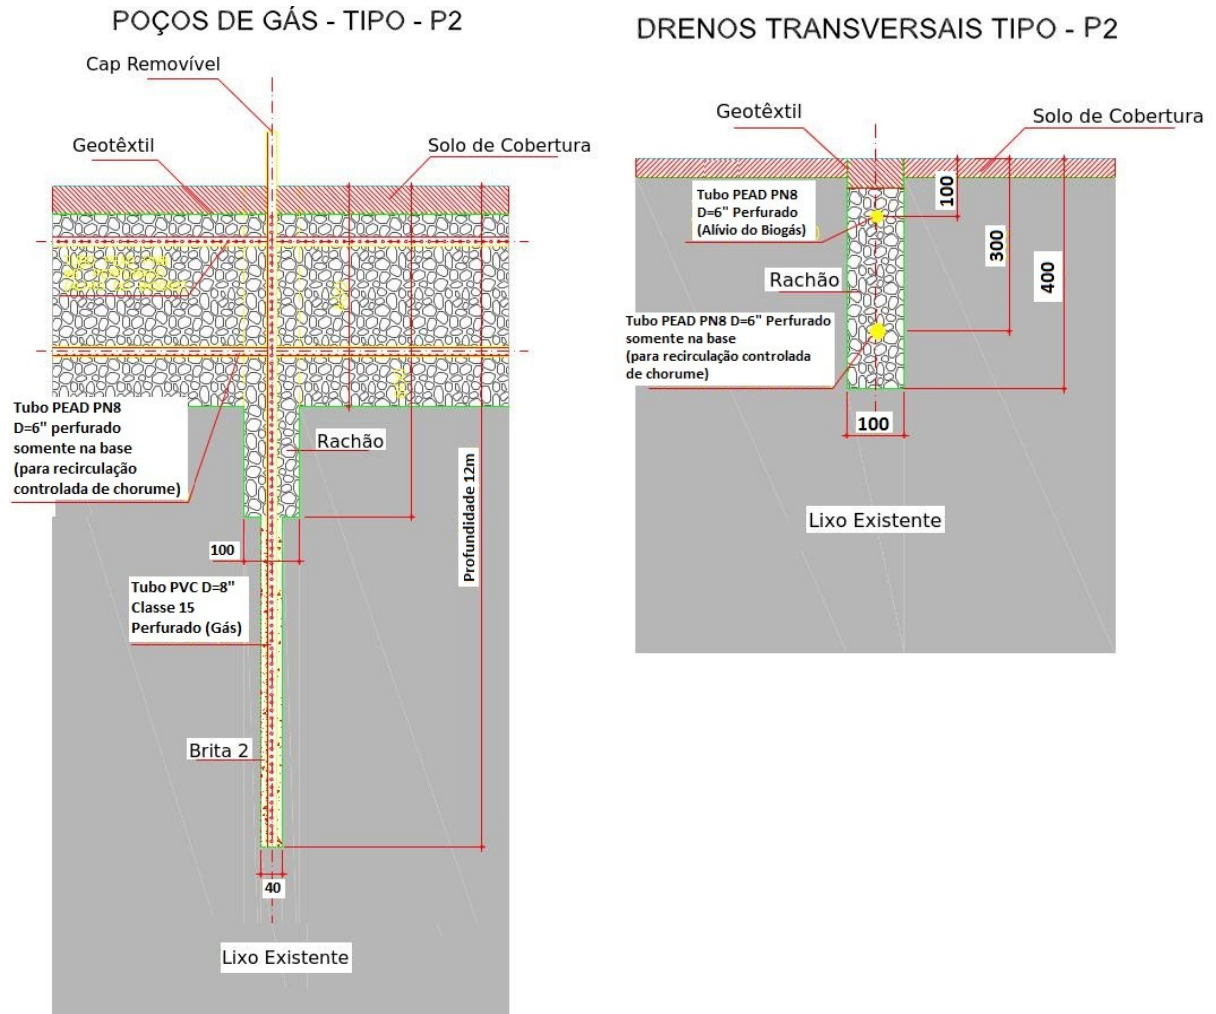 POÇOS DE GÁS - TIPO - P2
Cap Removível
Geotêxtil
Solo de Cobertura
Tubo PEAD PN8
D=6" perfurado
somente na base
(para recirculação
controlada de chorume)
Rachão
Profundidade 12m
100
Tubo PVC D=8"
Classe 15
Perfurado (Gás)
Brita 2
40
Lixo Existente
DRENOS TRANSVERSAIS TIPO - P2
Geotêxtil
Solo de Cobertura
Tubo PEAD PN8
D=6" Perfurado
(Alívio do Biogás)
100
300
400
Rachão
Tubo PEAD PN8 D=6" Perfurado
somente na base
(para recirculação controlada
de chorume)
100
Lixo Existente